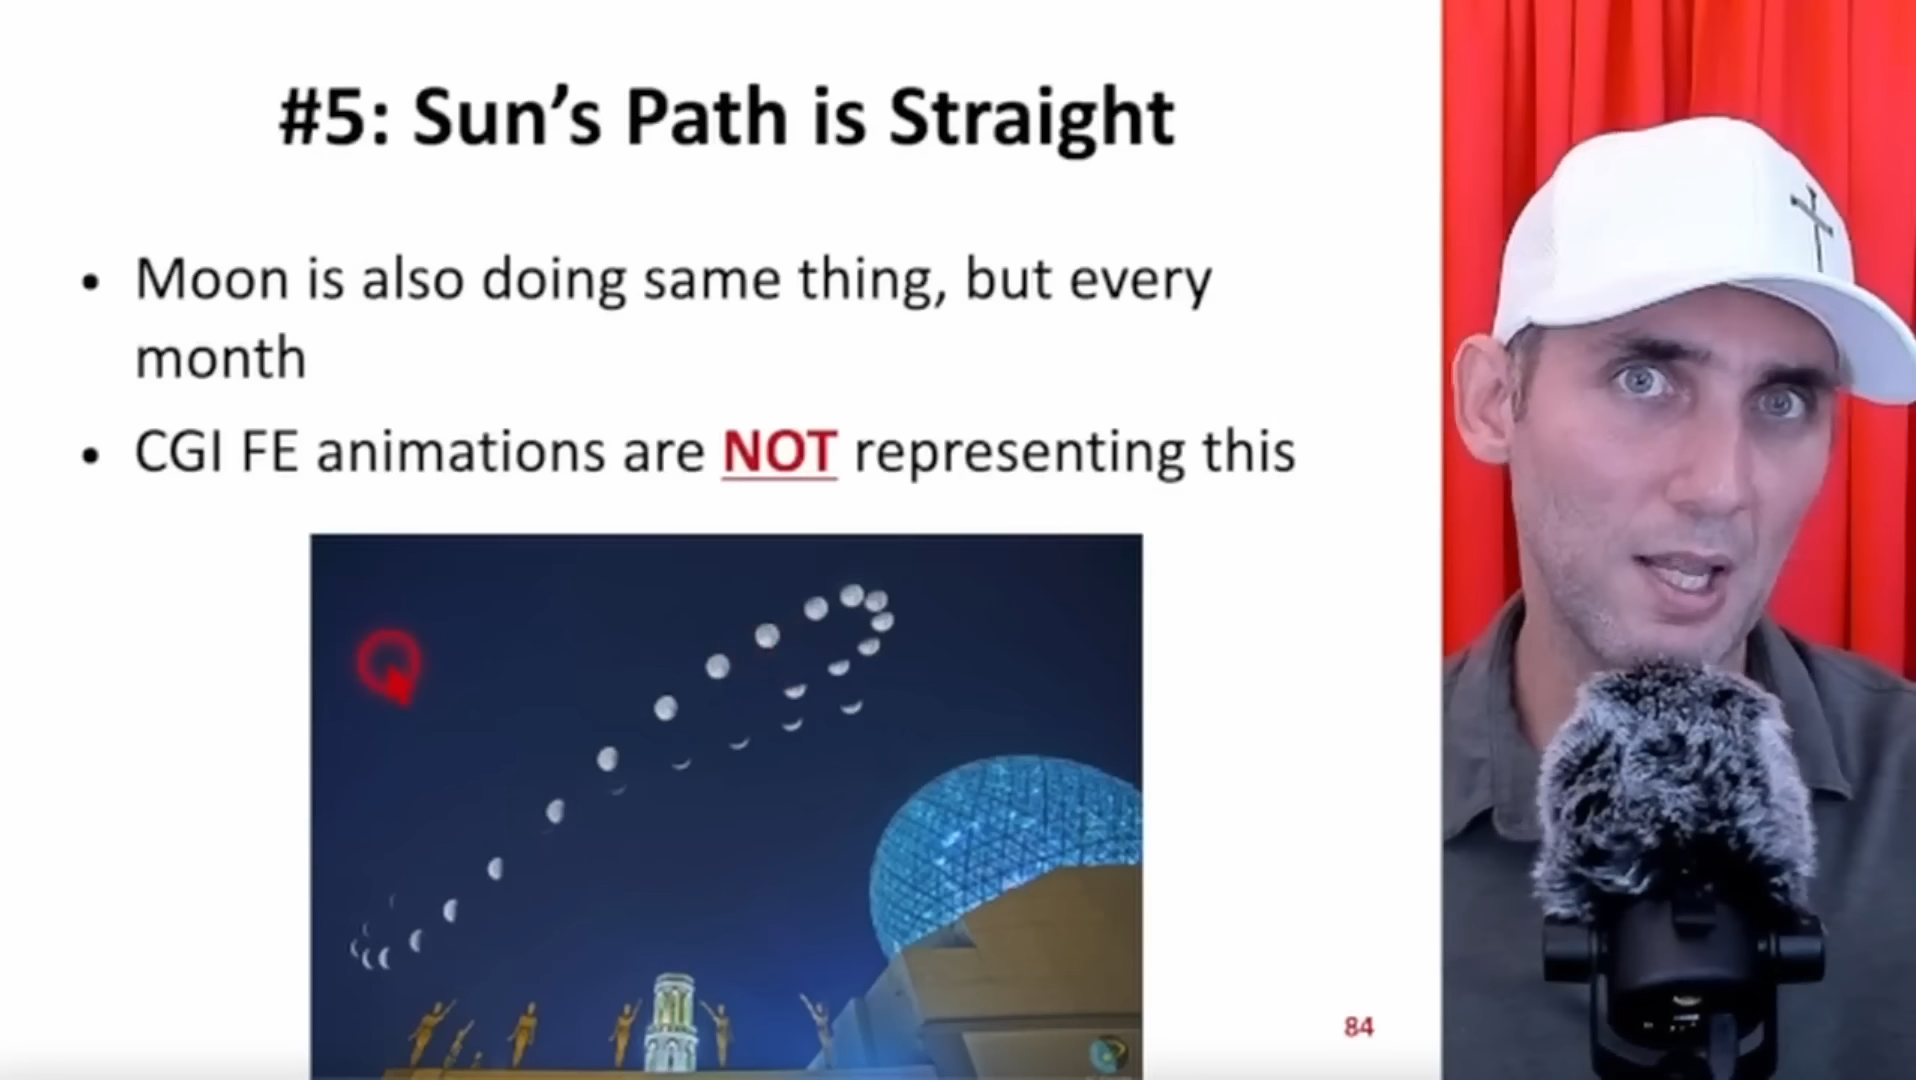 #5: Sun's Path is Straight
• Moon is also doing same thing, but every
month
• CGI FE animations are NOT representing this
84